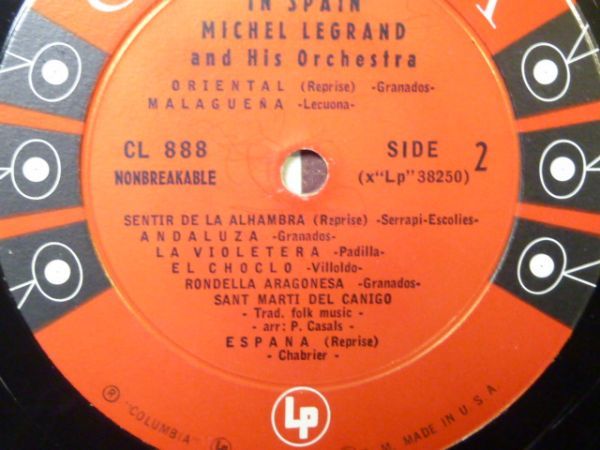 IN SPAIN
MICHEL LEGRAND
and His Orchestra
ORIENTAL (Reprise) -Granados-
MALAGUEÑA -Lecuona-
CL 888
NONBREAKABLE
SIDE 2
(x"Lp" 38250)
SENTIR DE LA ALHAMBRA (Reprise) -Serrapi-Escolies-
ANDALUZA -Granados-
LA VIOLETERA -Padilla-
EL CHOCLO -Villoldo-
RONDELLA ARAGONESA -Granados-
SANT MARTI DEL CANIGO
- Trad. folk music -
- arr: P. Casals -
ESPANA (Reprise)
- Chabrier -
Lp
® "COLUMBIA"
MADE IN U.S.A.